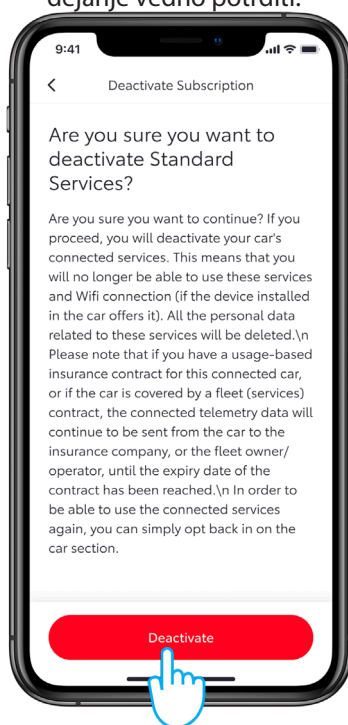 dejanje vedno potrditi.
9:41
Deactivate Subscription
Are you sure you want to
deactivate Standard
Services?
Are you sure you want to continue? If you
proceed, you will deactivate your car's
connected services. This means that you
will no longer be able to use these services
and Wifi connection (if the device installed
in the car offers it). All the personal data
related to these services will be deleted.\n
Please note that if you have a usage-based
insurance contract for this connected car,
or if the car is covered by a fleet (services)
contract, the connected telemetry data will
continue to be sent from the car to the
insurance company, or the fleet owner/
operator, until the expiry date of the
contract has been reached.\n In order to
be able to use the connected services
again, you can simply opt back in on the
car section.
Deactivate